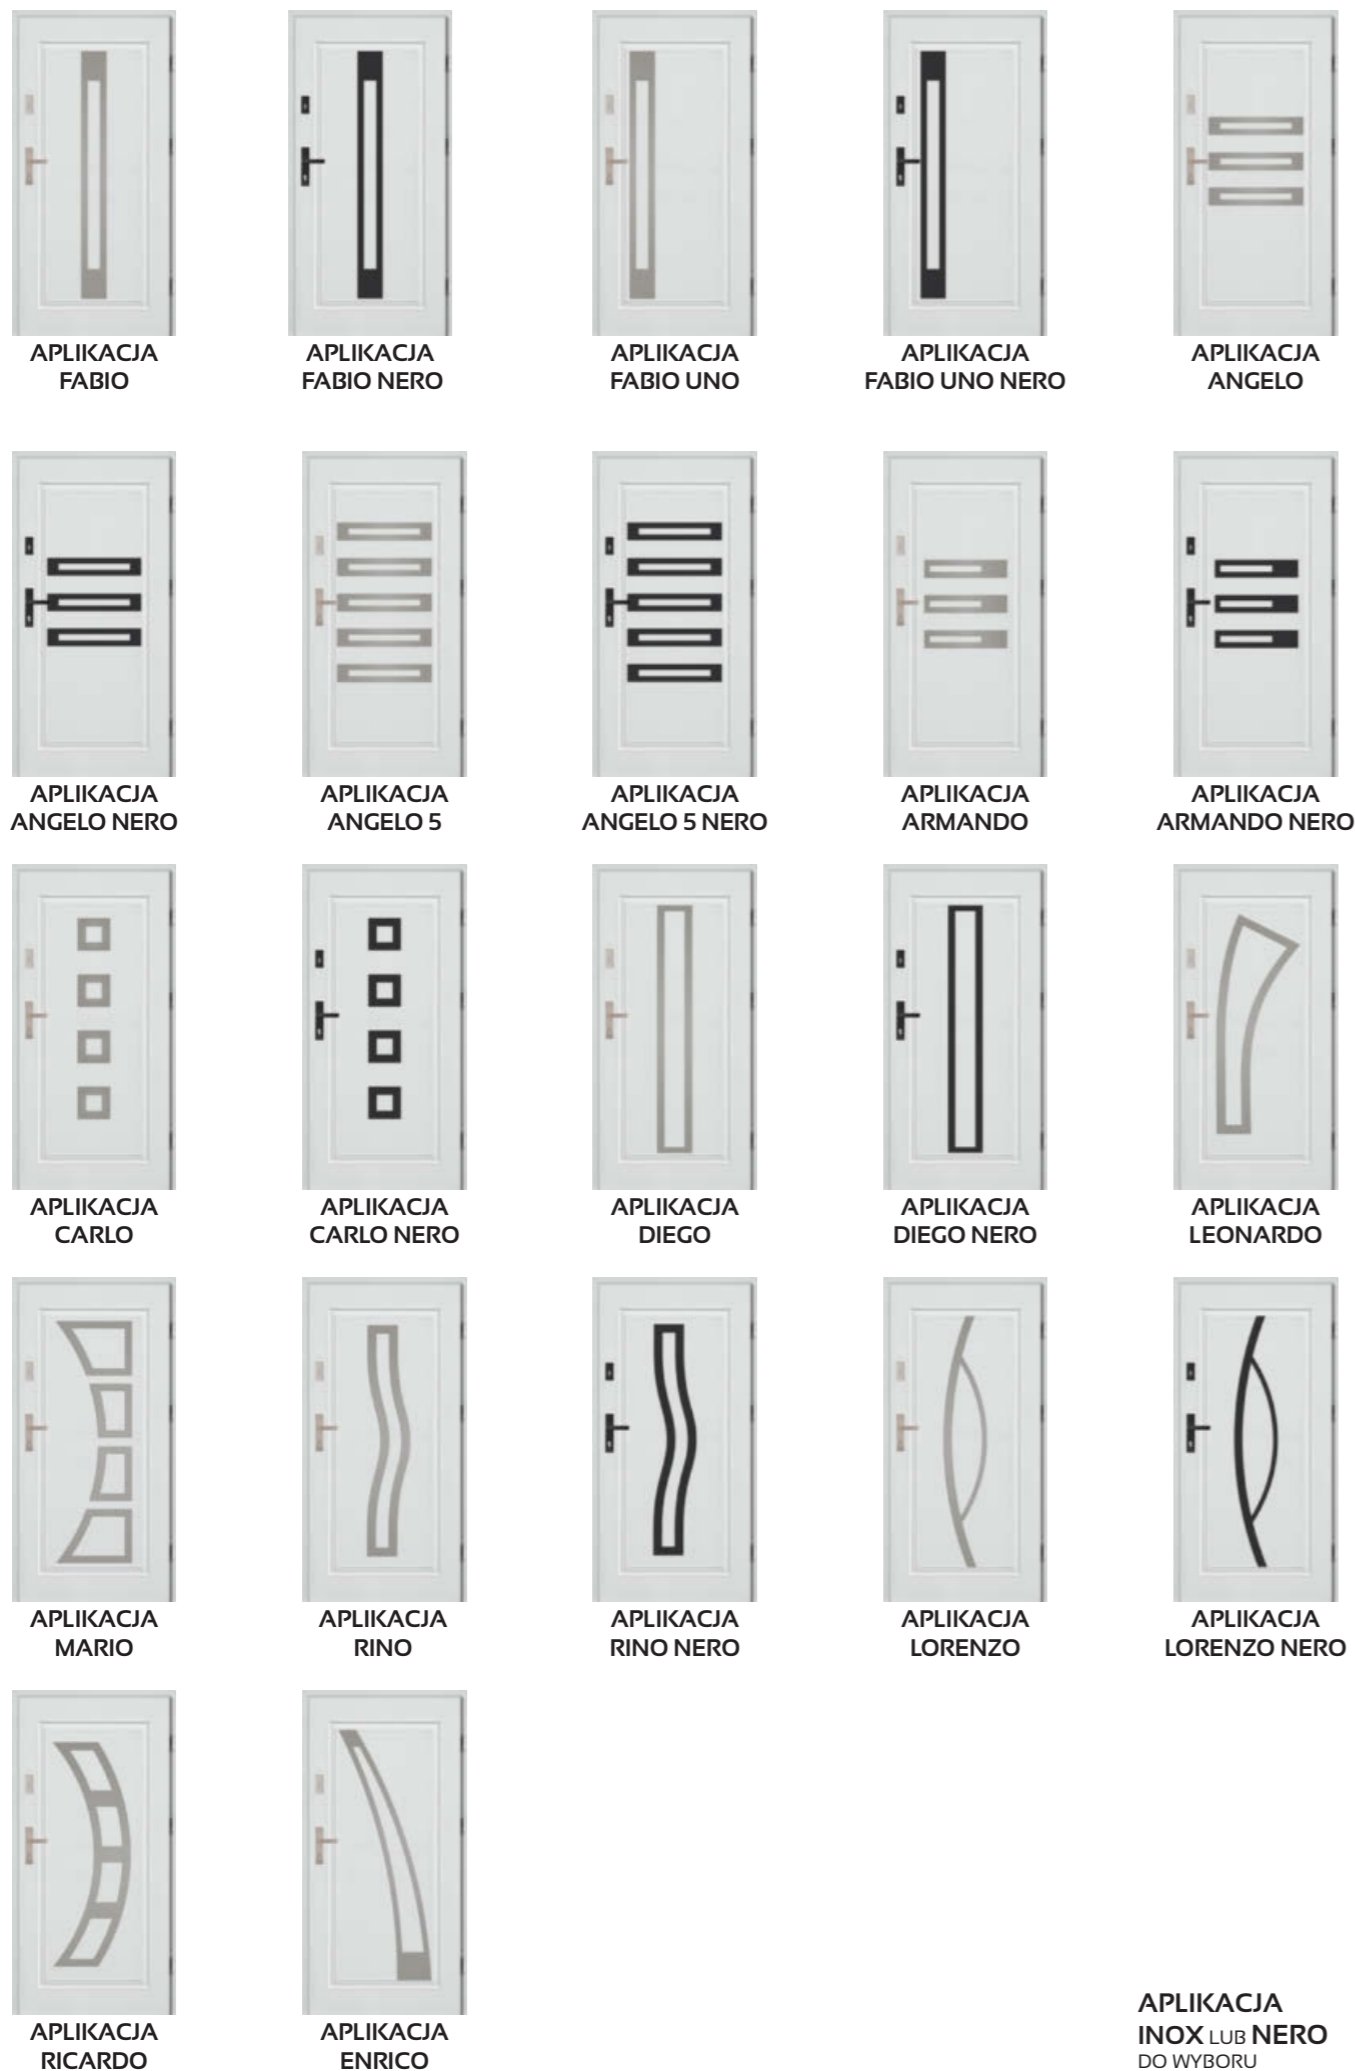 APLIKACJA
FABIO
APLIKACJA
FABIO NERO
APLIKACJA
FABIO UNO
APLIKACJA
FABIO UNO NERO
APLIKACJA
ANGELO
APLIKACJA
ANGELO NERO
APLIKACJA
ANGELO 5
APLIKACJA
ANGELO 5 NERO
APLIKACJA
ARMANDO
APLIKACJA
ARMANDO NERO
APLIKACJA
CARLO
APLIKACJA
CARLO NERO
APLIKACJA
DIEGO
APLIKACJA
DIEGO NERO
APLIKACJA
LEONARDO
APLIKACJA
MARIO
APLIKACJA
RINO
APLIKACJA
RINO NERO
APLIKACJA
LORENZO
APLIKACJA
LORENZO NERO
APLIKACJA
RICARDO
APLIKACJA
ENRICO
APLIKACJA
INOX LUB NERO
DO WYBORU